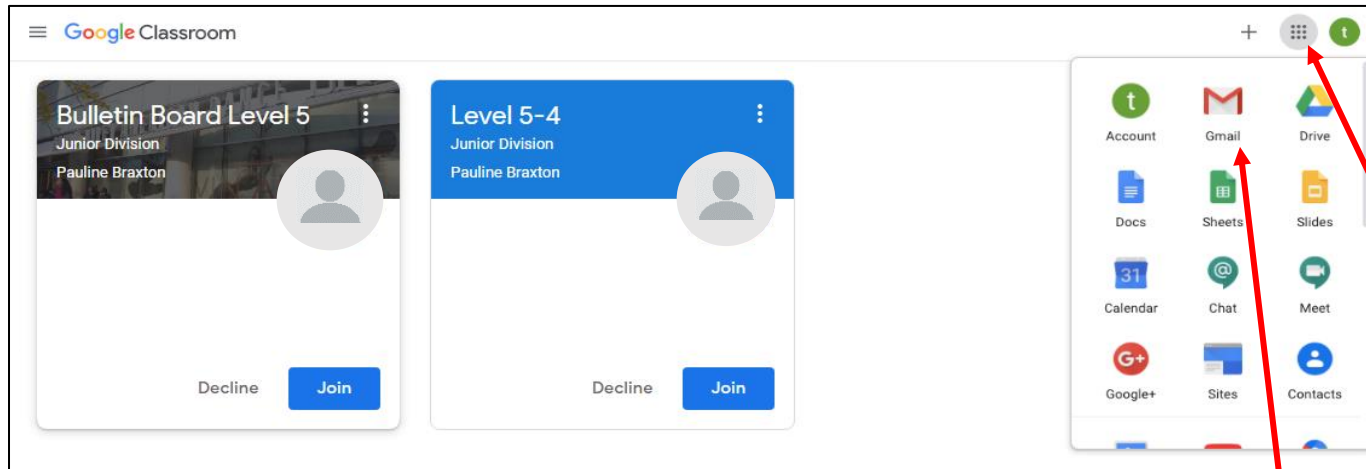 Google Classroom
t
Bulletin Board Level 5
Junior Division
Pauline Braxton
Decline
Join
Level 5-4
Junior Division
Pauline Braxton
Decline
Join
t
Account
Gmail
Drive
Docs
Sheets
Slides
31
Calendar
@
Chat
Meet
G+
Google+
Sites
Contacts